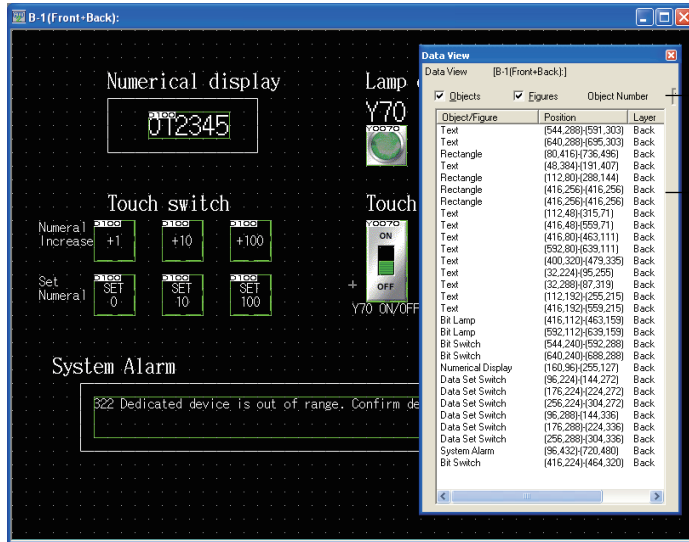 B-1(Front+Back):
Numerical display
Lamp
D100
012345
Y70
Y0070
Touch switch
Touch
Numeral
Increase
D100
+1
D100
+10
D100
+100
Y0070
ON
OFF
Set
Numeral
D100
SET
0
D100
SET
10
D100
SET
100
+
Y70 ON/OFF
System Alarm
322 Dedicated device is out of range. Confirm de
Data View
Data View [B-1(Front+Back):]
Objects Figures Object Number
Object/Figure Position Layer
Text (544,288)-(591,303) Back
Text (640,288)-(695,303) Back
Rectangle (80,416)-(736,496) Back
Text (48,384)-(191,407) Back
Rectangle (112,80)-(288,144) Back
Rectangle (416,256)-(416,256) Back
Rectangle (416,256)-(416,256) Back
Text (112,48)-(315,71) Back
Text (416,48)-(559,71) Back
Text (416,80)-(463,111) Back
Text (592,80)-(639,111) Back
Text (400,320)-(479,335) Back
Text (32,224)-(95,255) Back
Text (32,288)-(87,319) Back
Text (112,192)-(255,215) Back
Text (416,192)-(559,215) Back
Bit Lamp (416,112)-(463,159) Back
Bit Lamp (592,112)-(639,159) Back
Bit Switch (544,240)-(592,288) Back
Bit Switch (640,240)-(688,288) Back
Numerical Display (160,96)-(255,127) Back
Data Set Switch (96,224)-(144,272) Back
Data Set Switch (176,224)-(224,272) Back
Data Set Switch (256,224)-(304,272) Back
Data Set Switch (96,288)-(144,336) Back
Data Set Switch (176,288)-(224,336) Back
Data Set Switch (256,288)-(304,336) Back
System Alarm (96,432)-(720,480) Back
Bit Switch (416,224)-(464,320) Back